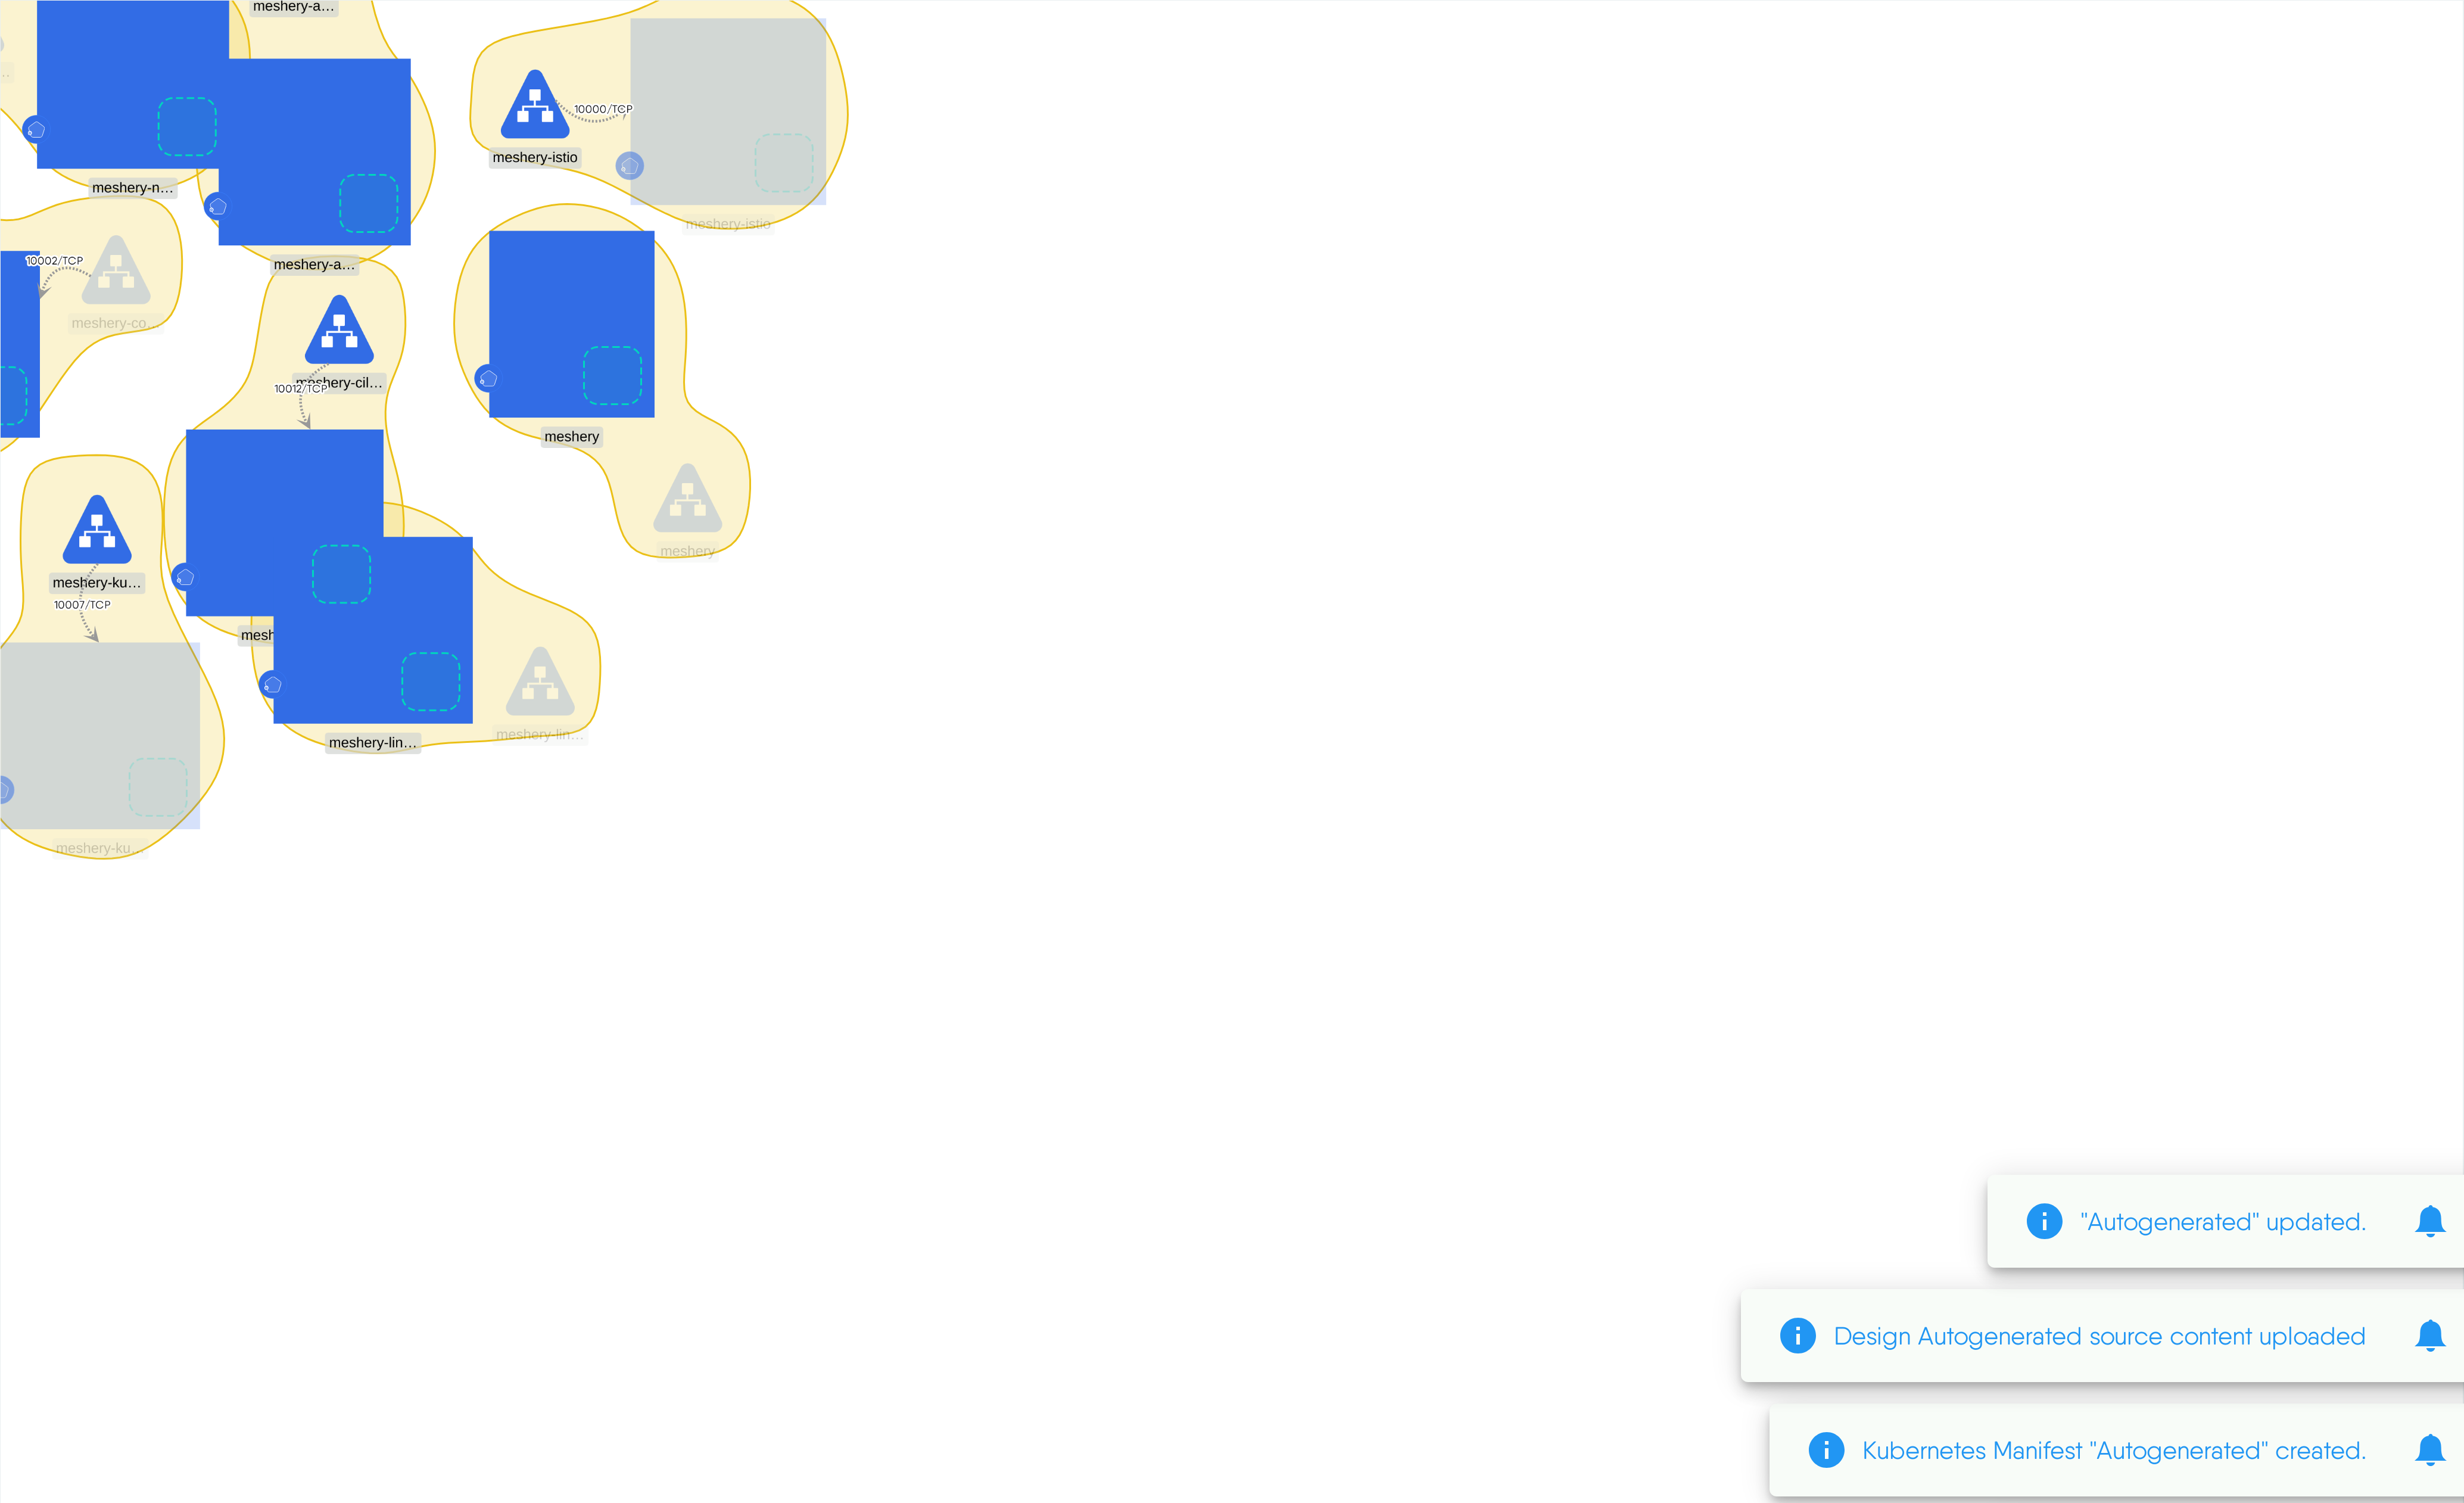 meshery-a...
10000/TCP
meshery-istio
meshery-n...
meshery-istio
10002/TCP
meshery-a...
meshery-co...
meshery-cil...
10012/TCP
meshery
meshery
meshery-ku...
10007/TCP
mesh
meshery-lin...
meshery-lin...
meshery-ku...
"Autogenerated" updated.
Design Autogenerated source content uploaded
Kubernetes Manifest "Autogenerated" created.